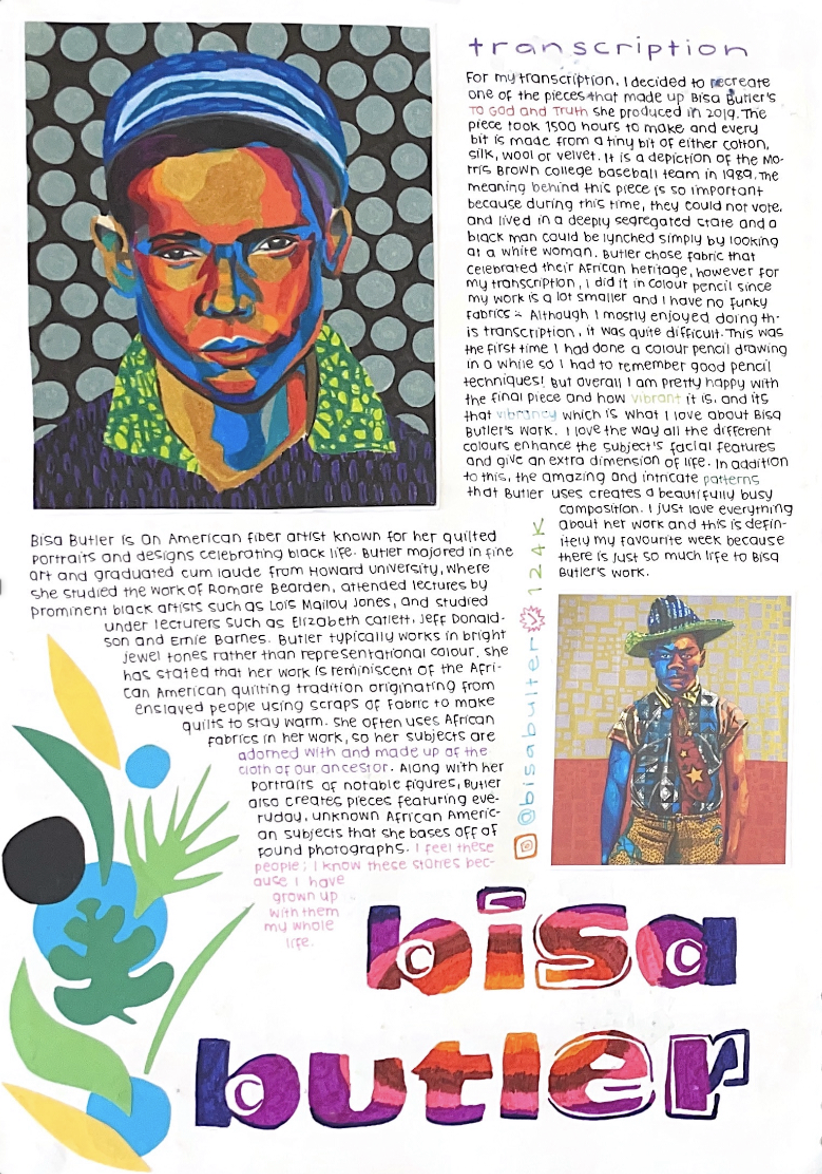 transcription
For my transcription, I decided to recreate
one of the pieces that made up Bisa Butler's
To God and Truth she produced in 2019. The
piece took 1500 hours to make and every
bit is made from a tiny bit of either cotton,
silk, wool or velvet. It is a depiction of the Mo-
rris Brown college baseball team in 1989. The
meaning behind this piece is so important
because during this time, they could not vote,
and lived in a deeply segregated state and a
black man could be lynched simply by looking
at a white woman. Butler chose fabric that
celebrated their African heritage, however for
my transcription, I did it in colour pencil since
my work is a lot smaller and I have no funky
fabrics :- Although I mostly enjoyed doing th-
is transcription, it was quite difficult. This was
the first time I had done a colour pencil drawing
in a while so I had to remember good pencil
techniques! But overall I am pretty happy with
the final piece and how vibrant it is, and its
that vibrancy which is what I love about Bisa
Butler's work. I love the way all the different
colours enhance the subject's facial features
and give an extra dimension of life. In addition
to this, the amazing and intricate patterns
that Butler uses creates a beautifully busy
composition. I just love everything
about her work and this is defin-
itely my favourite week because
there is just so much life to Bisa
Butler's work.
Bisa Butler is an American fiber artist known for her quilted
portraits and designs celebrating black life. Butler majored in fine
art and graduated cum laude from Howard University, where
she studied the work of Romare Bearden, attended lectures by
prominent black artists such as Lois Mailou Jones, and studied
under lecturers such as Elizabeth Catlett, Jeff Donald-
son and Ernie Barnes. Butler typically works in bright
jewel tones rather than representational colour. She
has stated that her work is reminiscent of the Afri-
can American quilting tradition originating from
enslaved people using scraps of fabric to make
quilts to stay warm. She often uses African
fabrics in her work, so her subjects are
adorned with and made up of the
cloth of our ancestor. Along with her
portraits of notable figures, Butler
also creates pieces featuring eve-
ryday, unknown African Americ-
an subjects that she bases off of
found photographs. I feel these
people; I know these stories bec-
ause I have
grown up
with them
my whole
life.
@bisabulter 124K
bisa
butler